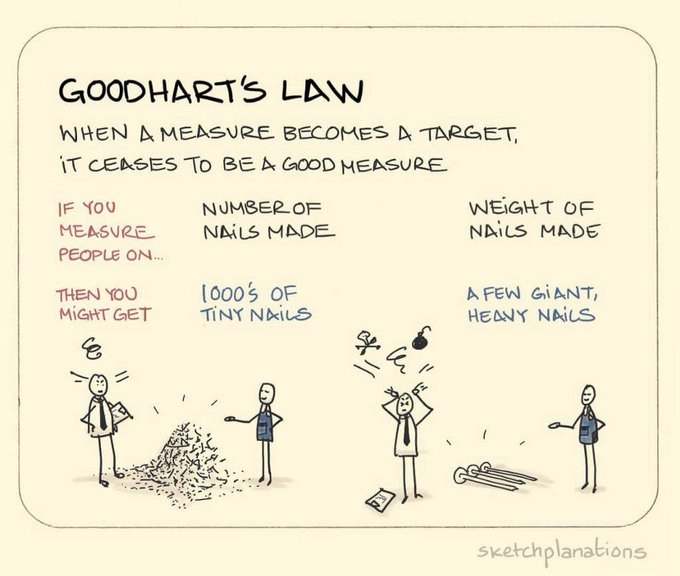 GOODHART'S LAW
WHEN A MEASURE BECOMES A TARGET,
IT CEASES TO BE A GOOD MEASURE
IF YOU
MEASURE
PEOPLE ON...
NUMBER OF
NAILS MADE
WEIGHT OF
NAILS MADE
THEN YOU
MIGHT GET
1000'S OF
TINY NAILS
A FEW GIANT,
HEAVY NAILS
sketchplanations